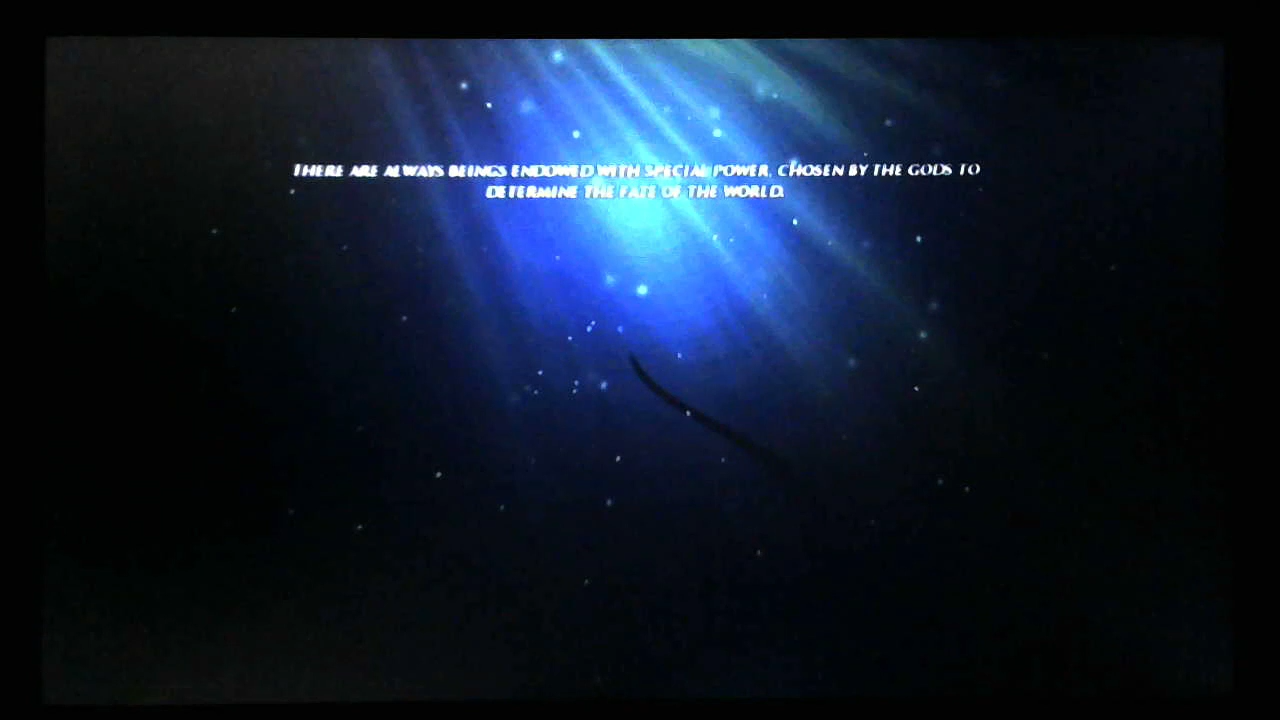 THERE ARE ALWAYS BEINGS ENDOWED WITH SPECIAL POWER, CHOSEN BY THE GODS TO
DETERMINE THE FATE OF THE WORLD.